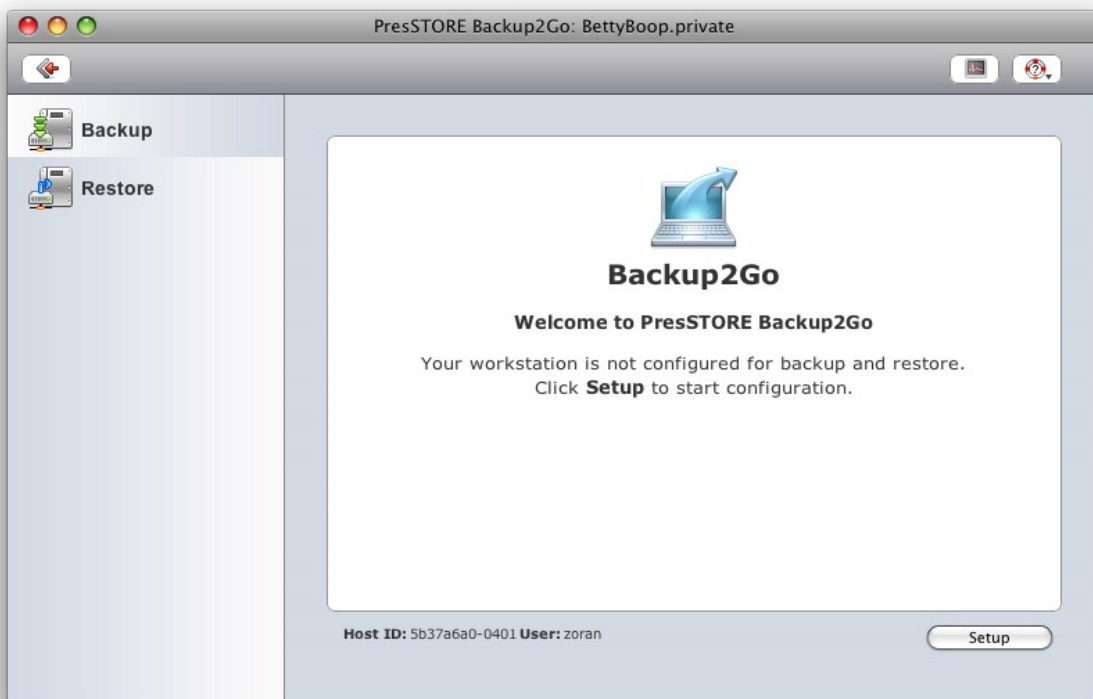 PresSTORE Backup2Go: BettyBoop.private
Backup
Restore
Backup2Go
Welcome to PresSTORE Backup2Go
Your workstation is not configured for backup and restore.
Click Setup to start configuration.
Host ID: 5b37a6a0-0401 User: zoran
Setup